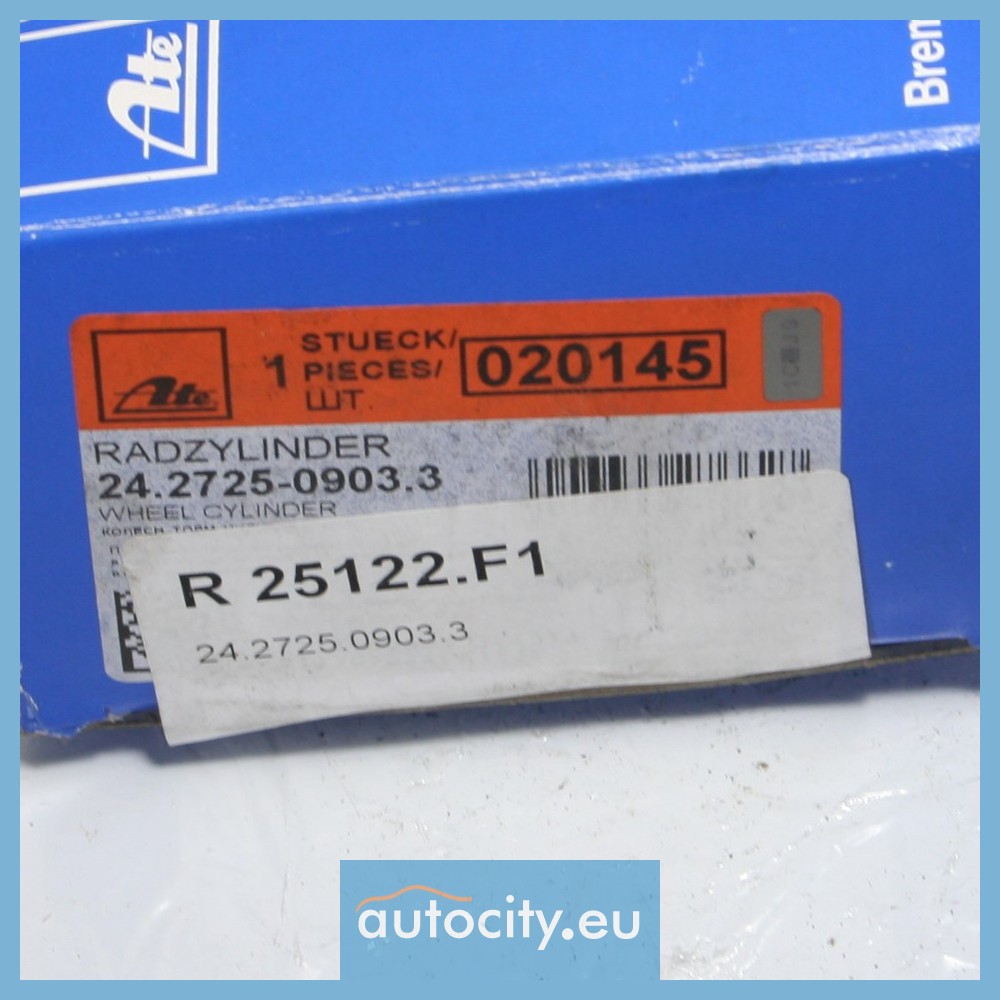 Ate
Bren
Ate
1 STUECK/
PIECES/
ШТ.
020145
RADZYLINDER
24.2725-0903.3
WHEEL CYLINDER
R 25122.F1
24.2725.0903.3
autocity.eu